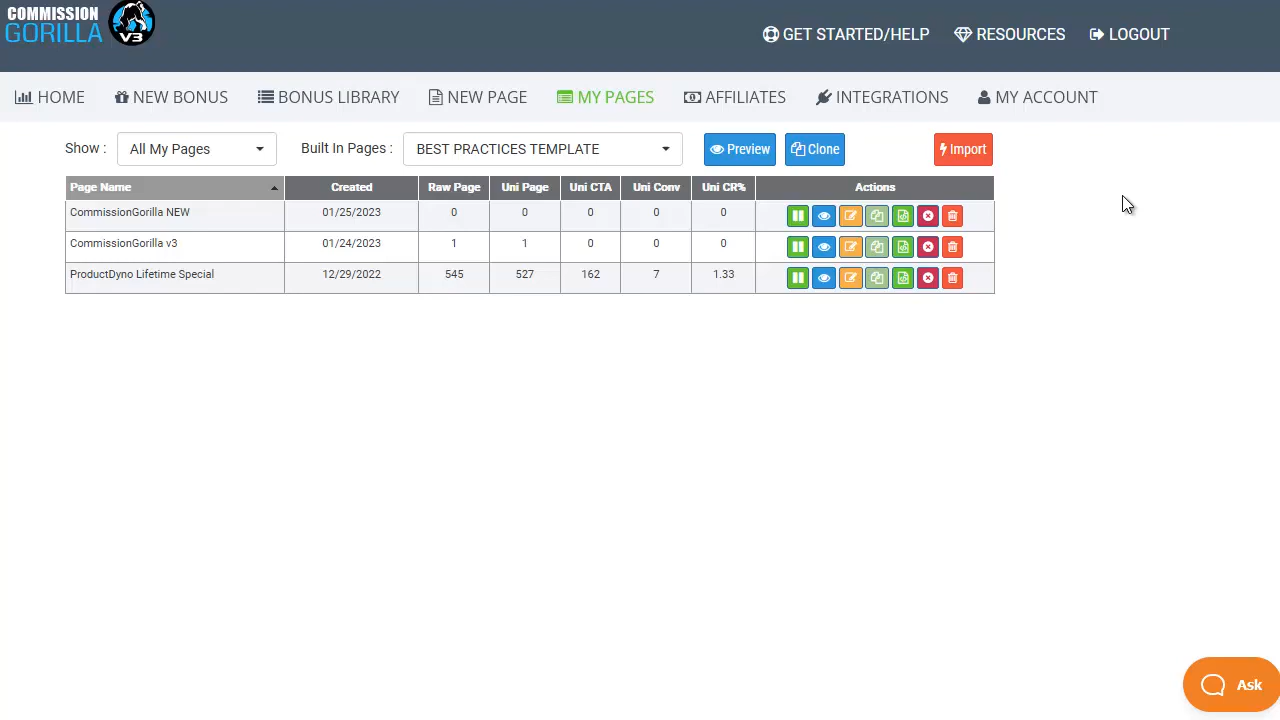 COMMISSION
GORILLA
V3
GET STARTED/HELP RESOURCES LOGOUT
HOME NEW BONUS BONUS LIBRARY NEW PAGE MY PAGES AFFILIATES INTEGRATIONS MY ACCOUNT
Show : All My Pages Built In Pages : BEST PRACTICES TEMPLATE Preview Clone Import
Page Name Created Raw Page Uni Page Uni CTA Uni Conv Uni CR% Actions
CommissionGorilla NEW 01/25/2023 0 0 0 0 0
CommissionGorilla v3 01/24/2023 1 1 0 0 0
ProductDyno Lifetime Special 12/29/2022 545 527 162 7 1.33
Ask